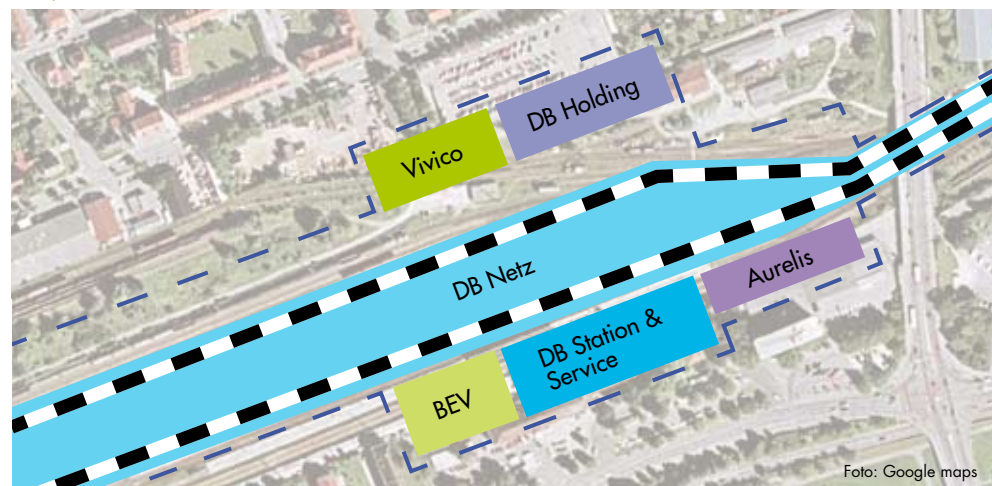 DB Holding
Vivico
DB Netz
Aurelis
DB Station &
Service
BEV
Foto: Google maps